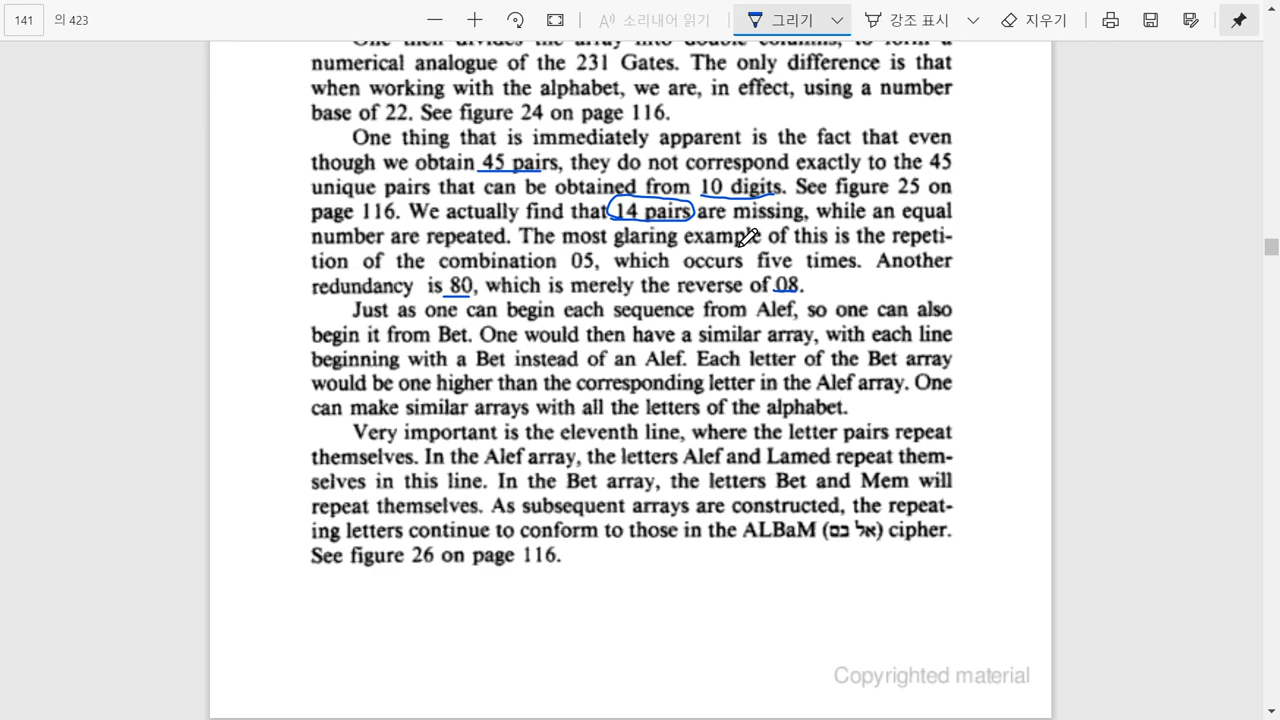 141 의 423 소리내어 읽기 그리기 강조 표시 지우기
One then divides the array into double columns, to form a
numerical analogue of the 231 Gates. The only difference is that
when working with the alphabet, we are, in effect, using a number
base of 22. See figure 24 on page 116.
One thing that is immediately apparent is the fact that even
though we obtain 45 pairs, they do not correspond exactly to the 45
unique pairs that can be obtained from 10 digits. See figure 25 on
page 116. We actually find that 14 pairs are missing, while an equal
number are repeated. The most glaring example of this is the repeti-
tion of the combination 05, which occurs five times. Another
redundancy is 80, which is merely the reverse of 08.
Just as one can begin each sequence from Alef, so one can also
begin it from Bet. One would then have a similar array, with each line
beginning with a Bet instead of an Alef. Each letter of the Bet array
would be one higher than the corresponding letter in the Alef array. One
can make similar arrays with all the letters of the alphabet.
Very important is the eleventh line, where the letter pairs repeat
themselves. In the Alef array, the letters Alef and Lamed repeat them-
selves in this line. In the Bet array, the letters Bet and Mem will
repeat themselves. As subsequent arrays are constructed, the repeat-
ing letters continue to conform to those in the ALBaM (אל בם) cipher.
See figure 26 on page 116.
Copyrighted material